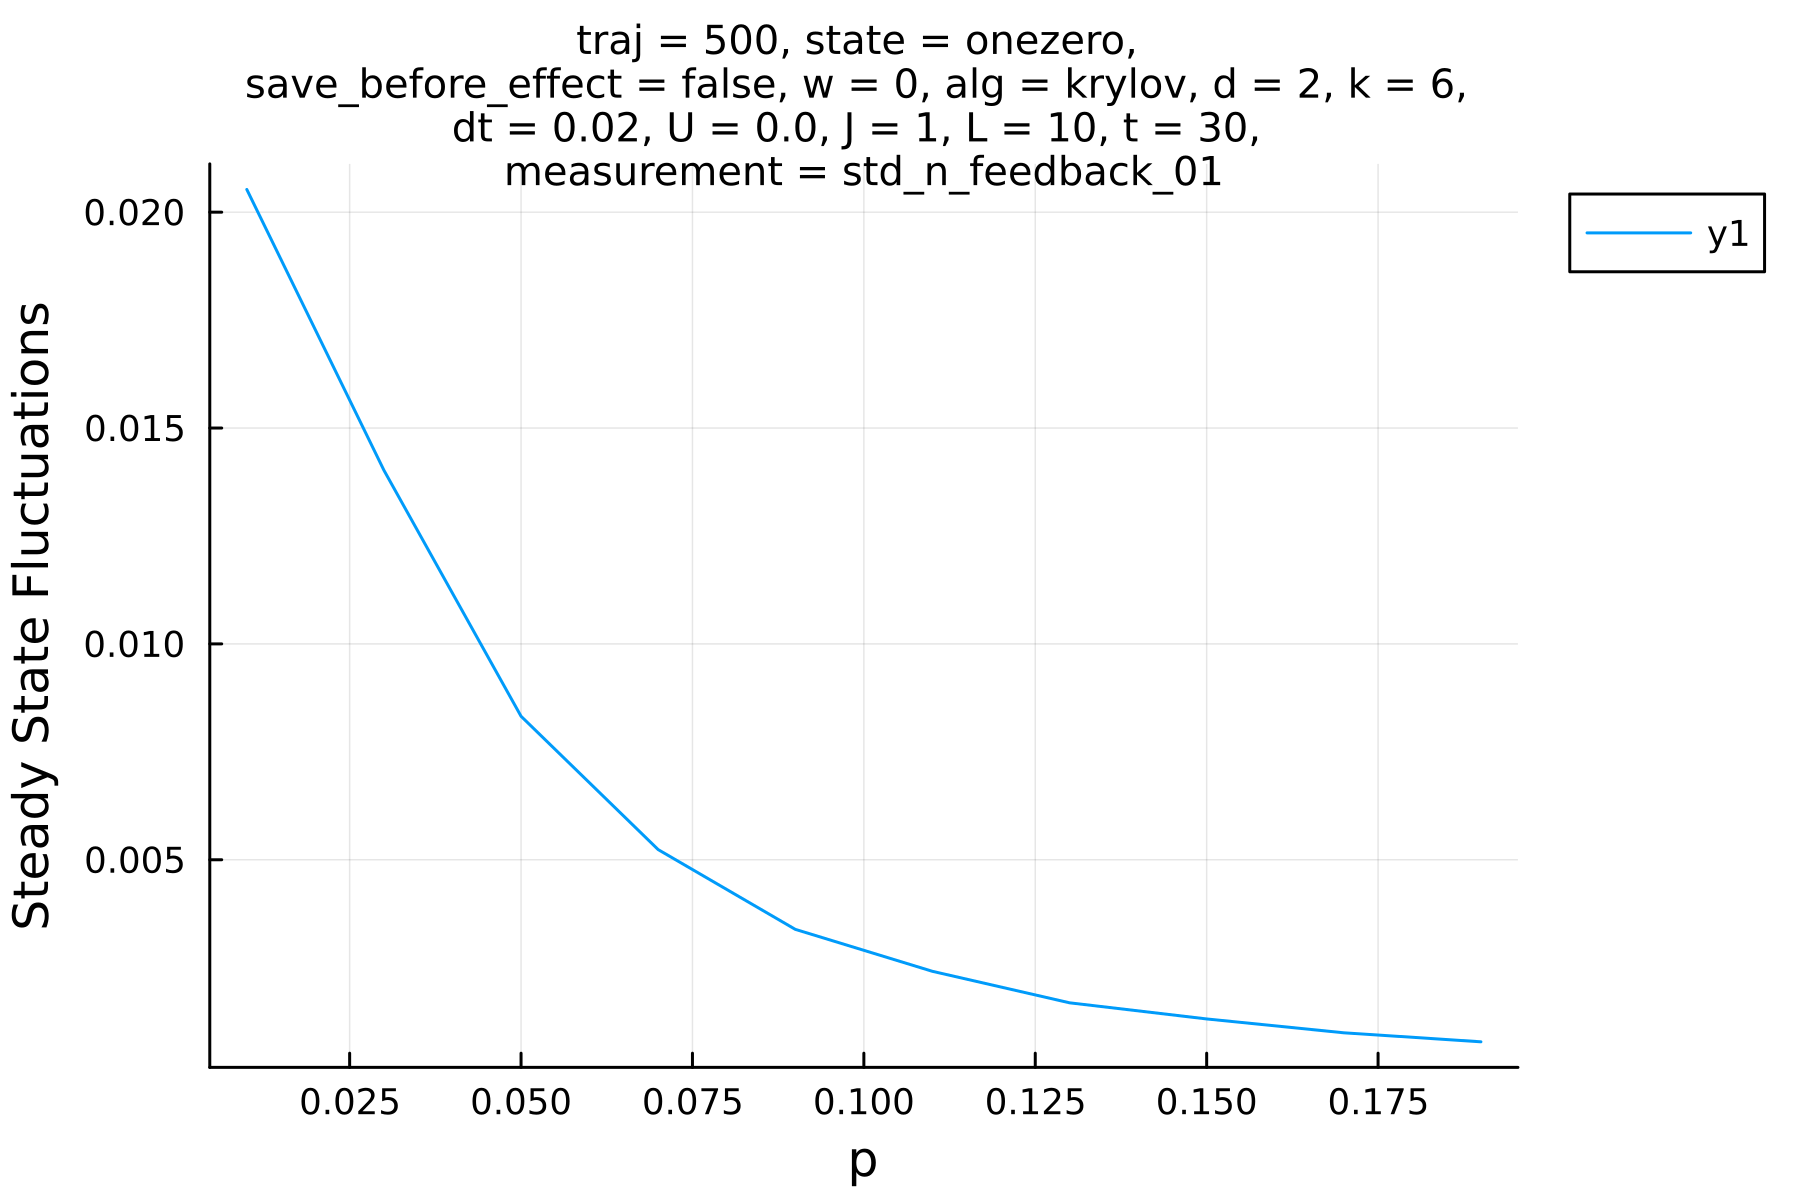 traj = 500, state = onezero,
save_before_effect = false, w = 0, alg = krylov, d = 2, k = 6,
dt = 0.02, U = 0.0, J = 1, L = 10, t = 30,
measurement = std_n_feedback_01
y1
Steady State Fluctuations
0.020
0.015
0.010
0.005
0.025 0.050 0.075 0.100 0.125 0.150 0.175
p